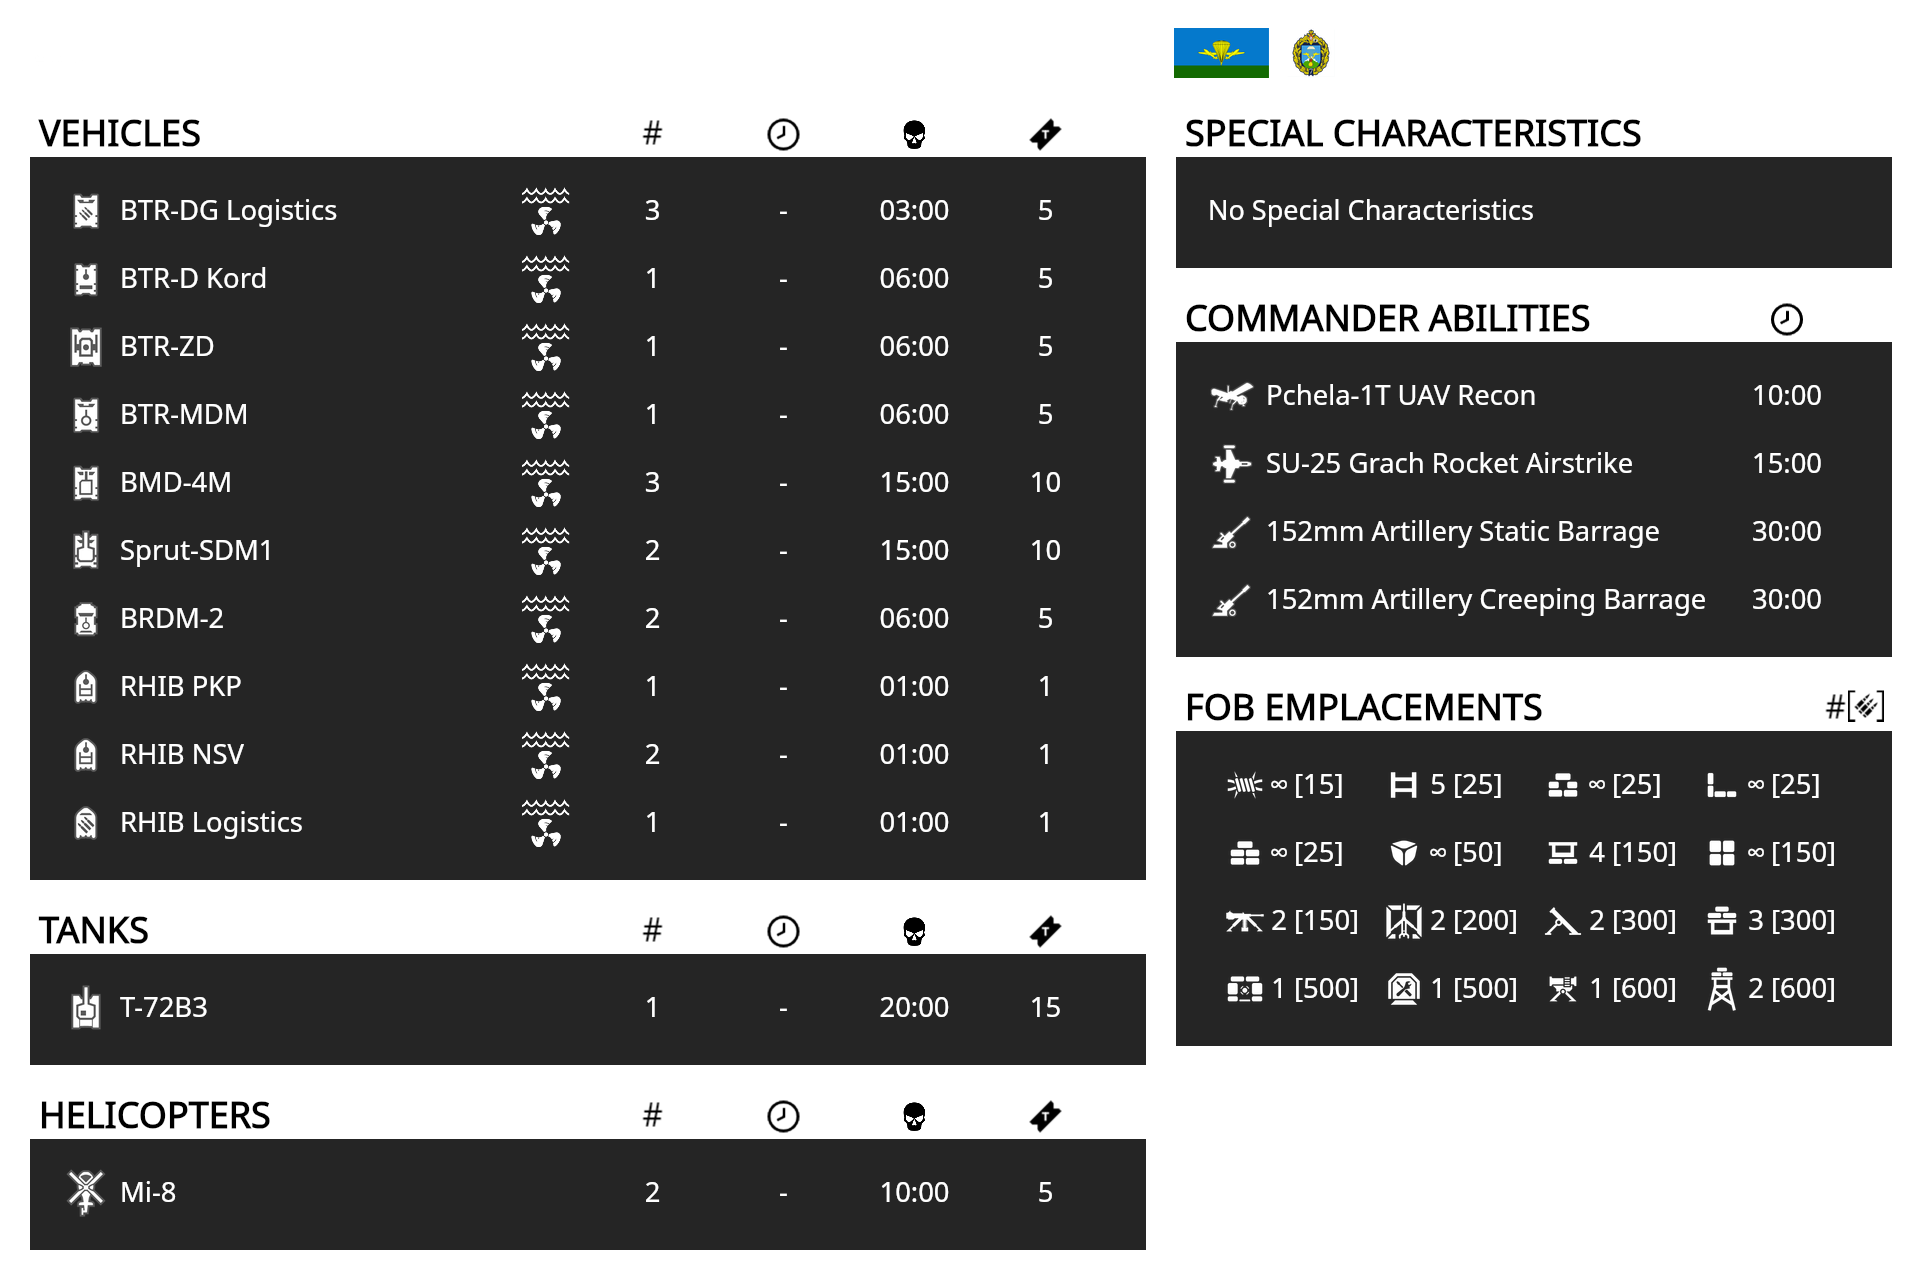 VEHICLES #
BTR-DG Logistics 3 - 03:00 5
BTR-D Kord 1 - 06:00 5
BTR-ZD 1 - 06:00 5
BTR-MDM 1 - 06:00 5
BMD-4M 3 - 15:00 10
Sprut-SDM1 2 - 15:00 10
BRDM-2 2 - 06:00 5
RHIB PKP 1 - 01:00 1
RHIB NSV 2 - 01:00 1
RHIB Logistics 1 - 01:00 1
TANKS #
T-72B3 1 - 20:00 15
HELICOPTERS #
Mi-8 2 - 10:00 5
SPECIAL CHARACTERISTICS
No Special Characteristics
COMMANDER ABILITIES
Pchela-1T UAV Recon 10:00
SU-25 Grach Rocket Airstrike 15:00
152mm Artillery Static Barrage 30:00
152mm Artillery Creeping Barrage 30:00
FOB EMPLACEMENTS #[ ]
∞ [15] 5 [25] ∞ [25] ∞ [25]
∞ [25] ∞ [50] 4 [150] ∞ [150]
2 [150] 2 [200] 2 [300] 3 [300]
1 [500] 1 [500] 1 [600] 2 [600]